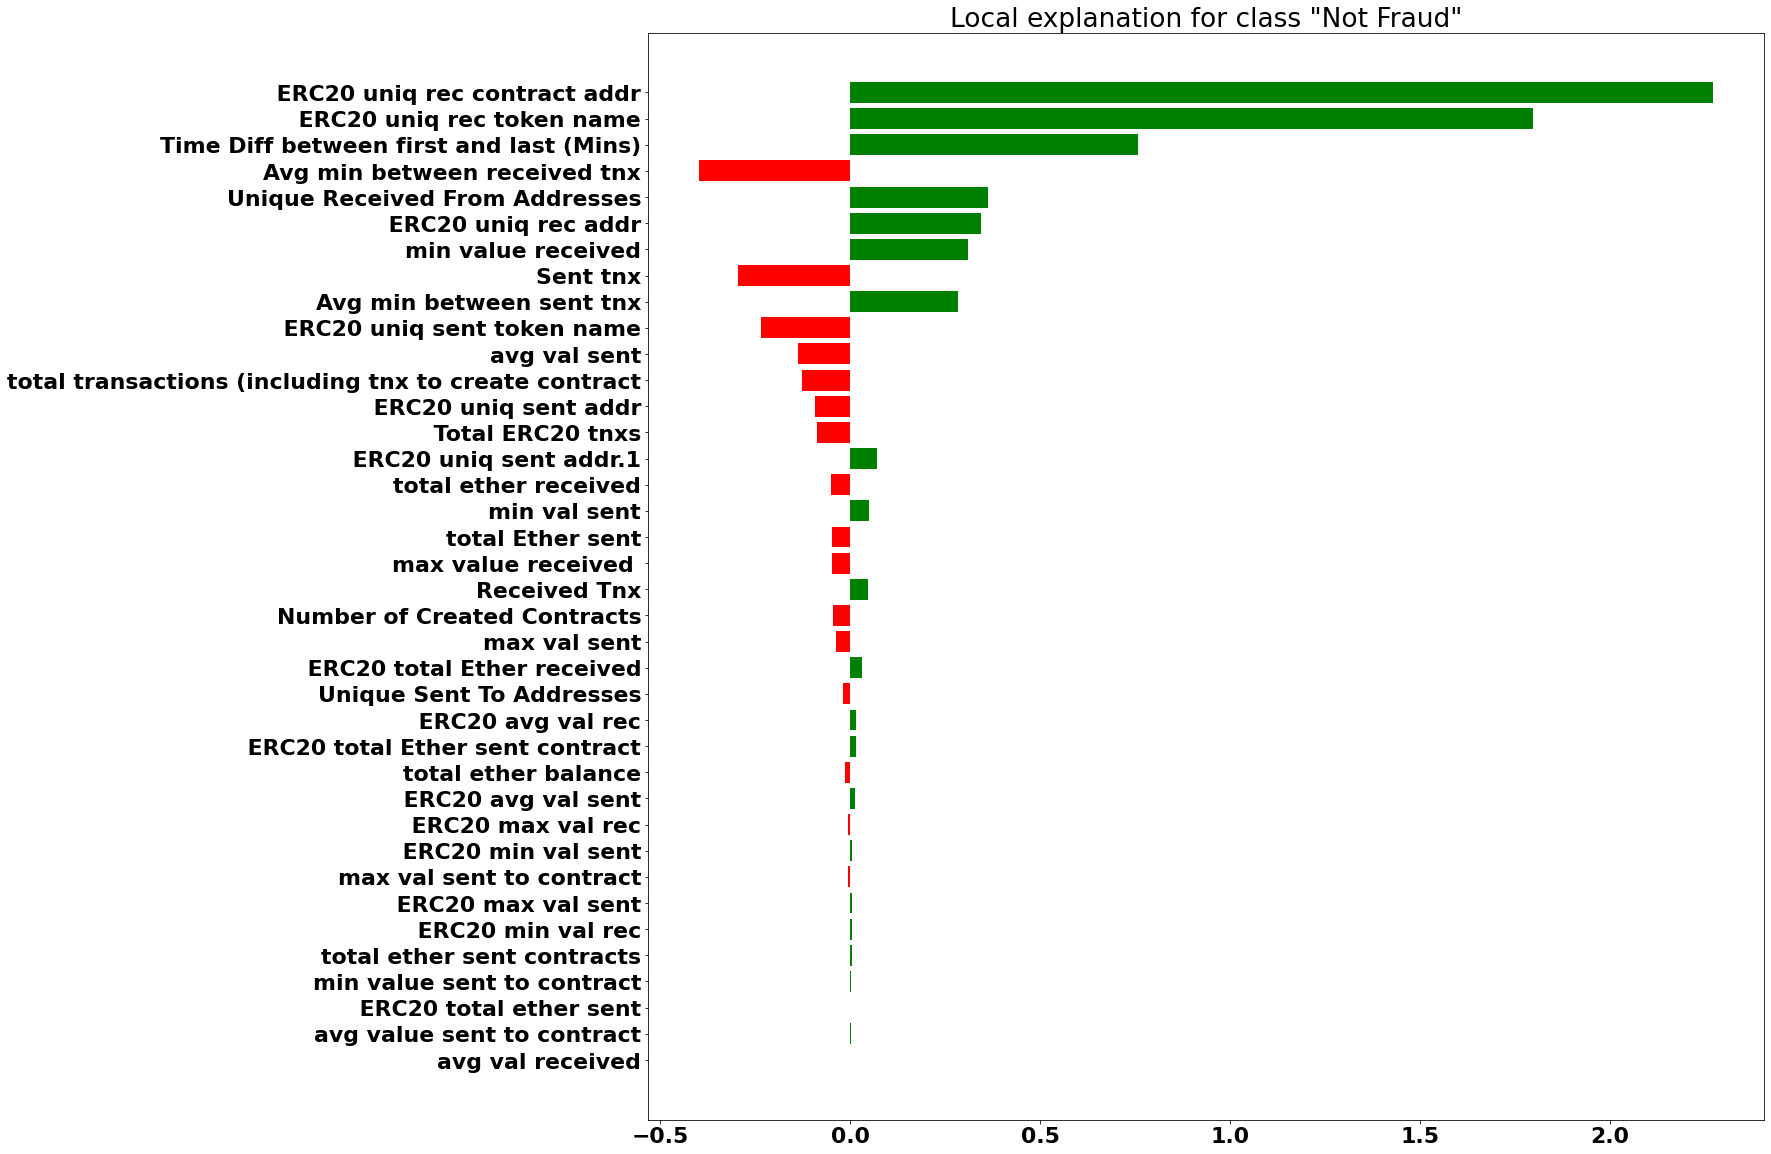 Local explanation for class "Not Fraud"
ERC20 uniq rec contract addr
ERC20 uniq rec token name
Time Diff between first and last (Mins)
Avg min between received tnx
Unique Received From Addresses
ERC20 uniq rec addr
min value received
Sent tnx
Avg min between sent tnx
ERC20 uniq sent token name
avg val sent
total transactions (including tnx to create contract
ERC20 uniq sent addr
Total ERC20 tnxs
ERC20 uniq sent addr.1
total ether received
min val sent
total Ether sent
max value received
Received Tnx
Number of Created Contracts
max val sent
ERC20 total Ether received
Unique Sent To Addresses
ERC20 avg val rec
ERC20 total Ether sent contract
total ether balance
ERC20 avg val sent
ERC20 max val rec
ERC20 min val sent
max val sent to contract
ERC20 max val sent
ERC20 min val rec
total ether sent contracts
min value sent to contract
ERC20 total ether sent
avg value sent to contract
avg val received
−0.5 0.0 0.5 1.0 1.5 2.0